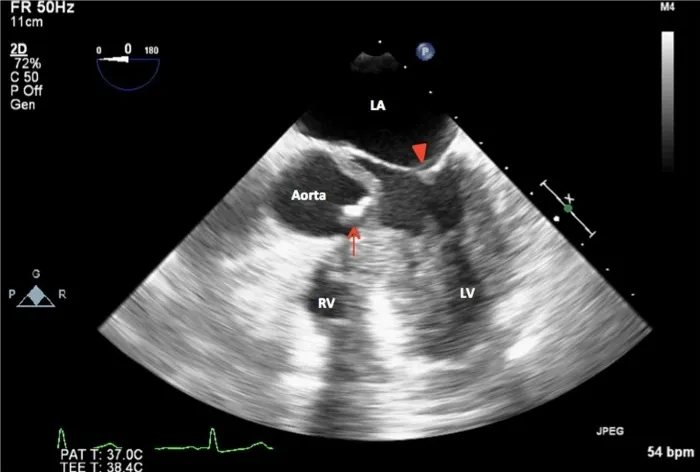 FR 50Hz
11cm
M4
2D
72%
C 50
P Off
Gen
0 0 180
P
LA
Aorta
RV
LV
X
G
P R
JPEG
PAT T: 37.0C
TEE T: 38.4C
54 bpm